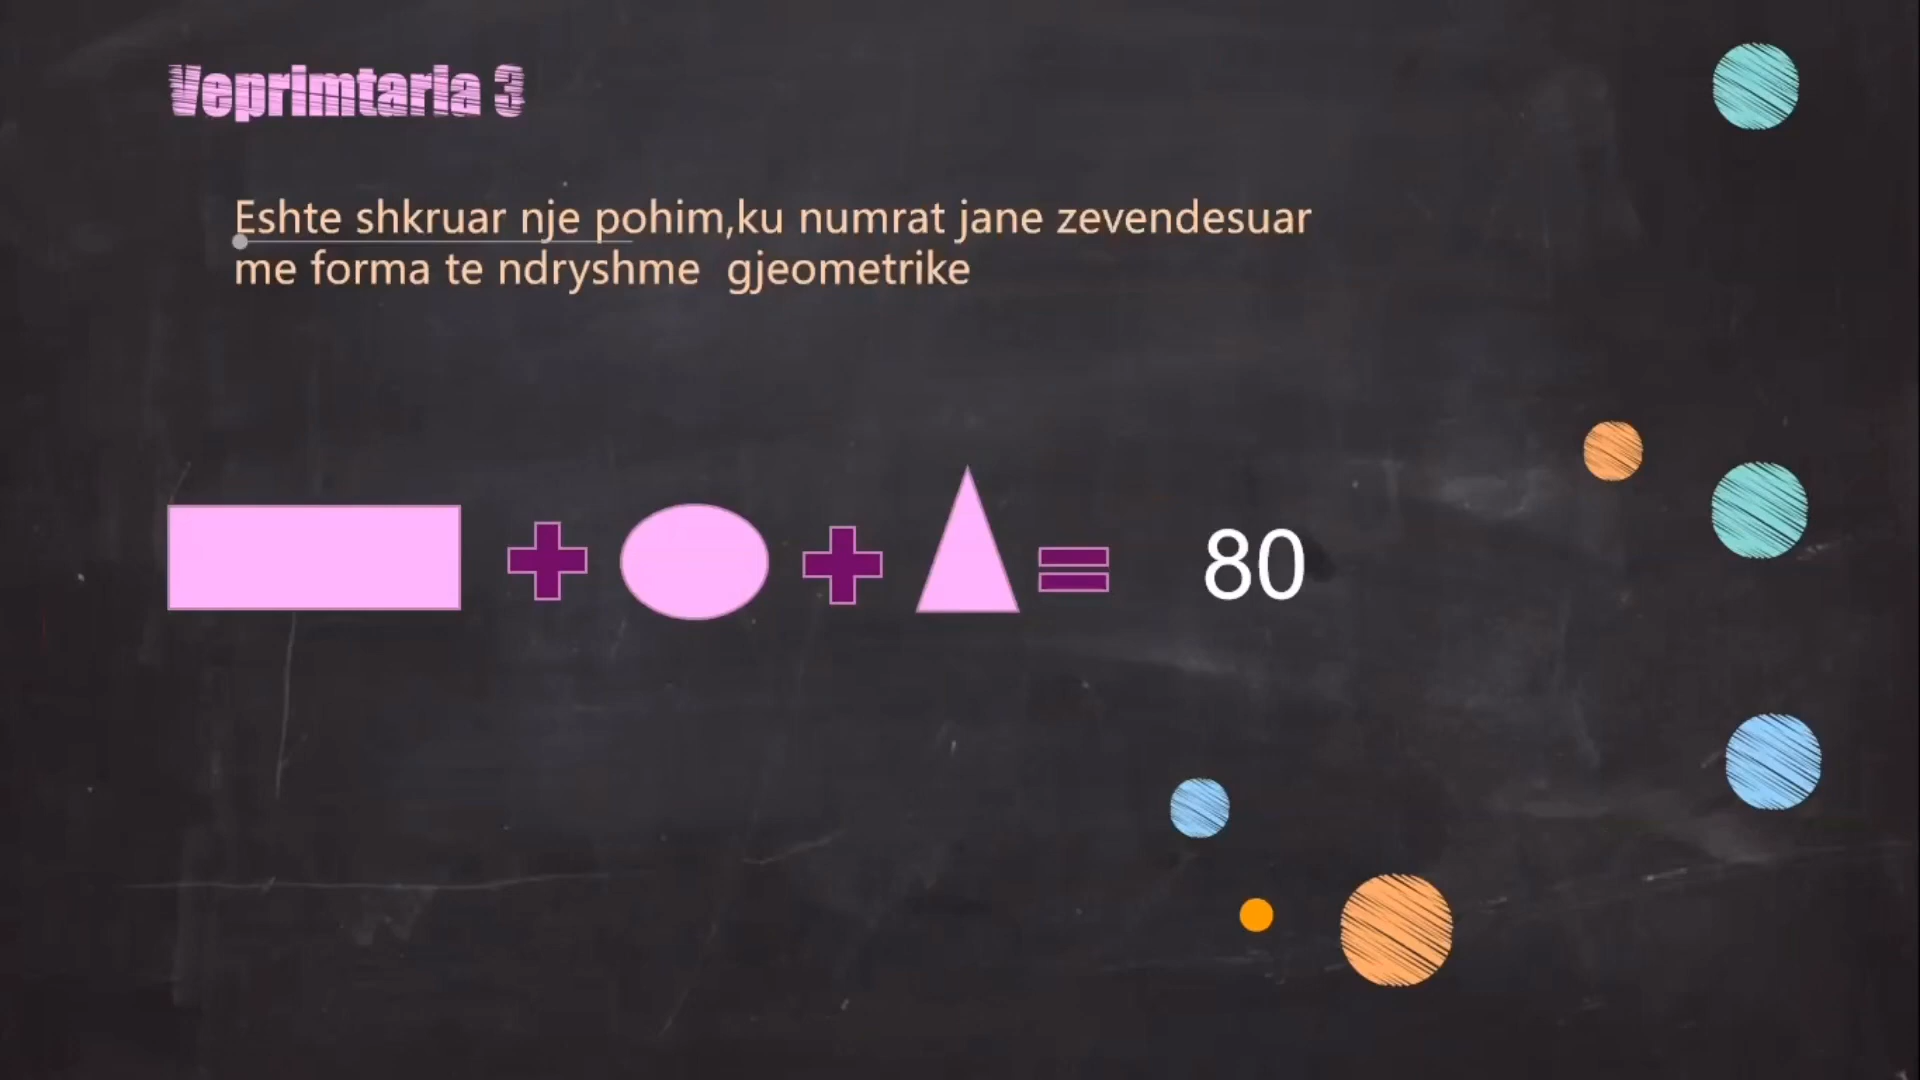 Veprimtaria 3
Eshte shkruar nje pohim,ku numrat jane zevendesuar
me forma te ndryshme gjeometrike
+ + = 80